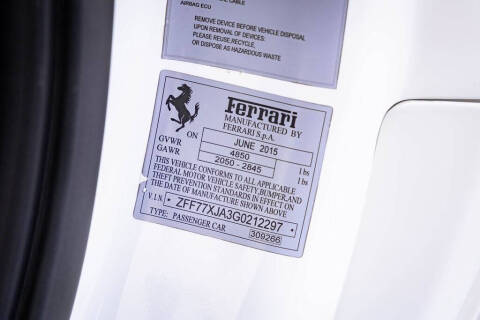 CABLE
AIRBAG ECU
REMOVE DEVICE BEFORE VEHICLE DISPOSAL
UPON REMOVAL OF DEVICES:
PLEASE REUSE,RECYCLE,
OR DISPOSE AS HAZARDOUS WASTE
Ferrari
MANUFACTURED BY
FERRARI S.p.A.
ON JUNE 2015
GVWR 4850 lbs
GAWR 2050 - 2845 lbs
THIS VEHICLE CONFORMS TO ALL APPLICABLE
FEDERAL MOTOR VEHICLE SAFETY,BUMPER,AND
THEFT PREVENTION STANDARDS IN EFFECT ON
THE DATE OF MANUFACTURE SHOWN ABOVE
V.I.N. ZFF77XJA3G0212297
TYPE: PASSENGER CAR 309266